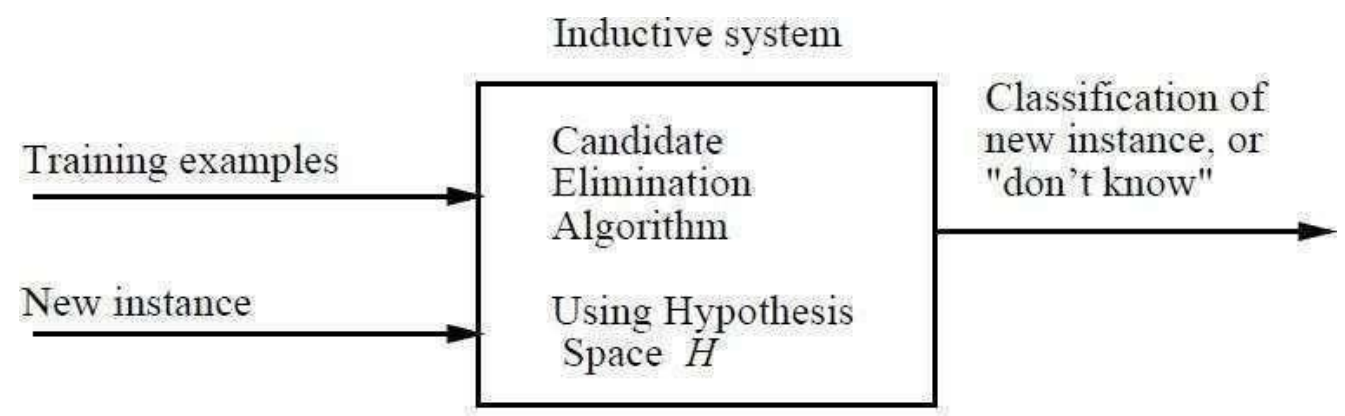 Inductive system
Training examples
New instance
Candidate
Elimination
Algorithm
Using Hypothesis
Space H
Classification of
new instance, or
"don’t know"